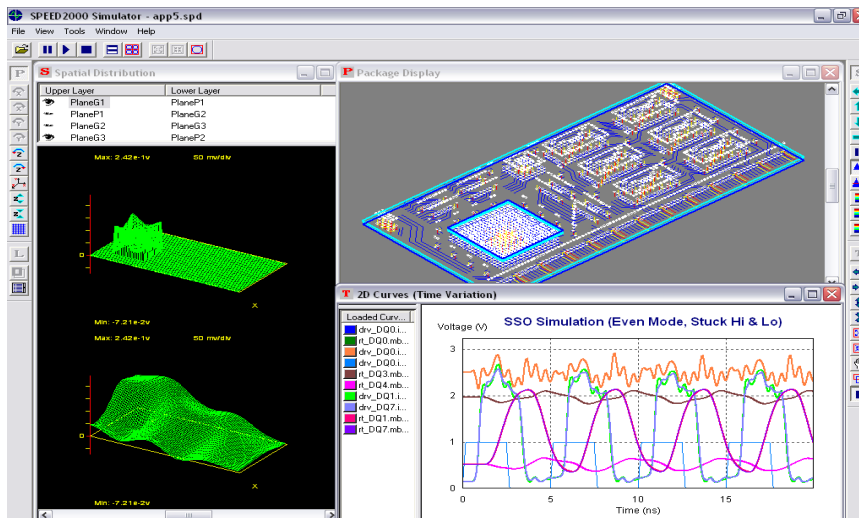 SPEED2000 Simulator - app5.spd
File View Tools Window Help
S Spatial Distribution
Upper Layer Lower Layer
PlaneG1 PlaneP1
PlaneP1 PlaneG2
PlaneG2 PlaneG3
PlaneG3 PlaneP2
Max: 2.42e-1v 50 mv/div
0
X
Min: -7.21e-2v
Max: 2.42e-1v 50 mv/div
0
X
Min: -7.21e-2v
P Package Display
T 2D Curves (Time Variation)
Loaded Curv...
drv_DQ0.i...
rt_DQ0.mb...
drv_DQ0.i...
drv_DQ0.i...
rt_DQ3.mb...
rt_DQ4.mb...
drv_DQ1.i...
drv_DQ7.i...
rt_DQ1.mb...
rt_DQ7.mb...
SSO Simulation (Even Mode, Stuck Hi & Lo)
Voltage (V)
3
2
1
0
0 5 10 15
Time (ns)
P
L